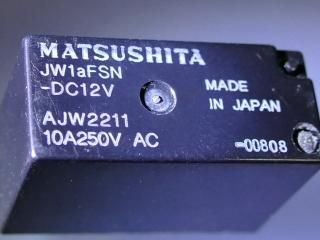 MATSUSHITA
JW1aFSN
-DC12V
MADE
IN JAPAN
AJW2211
10A250V AC
-00808